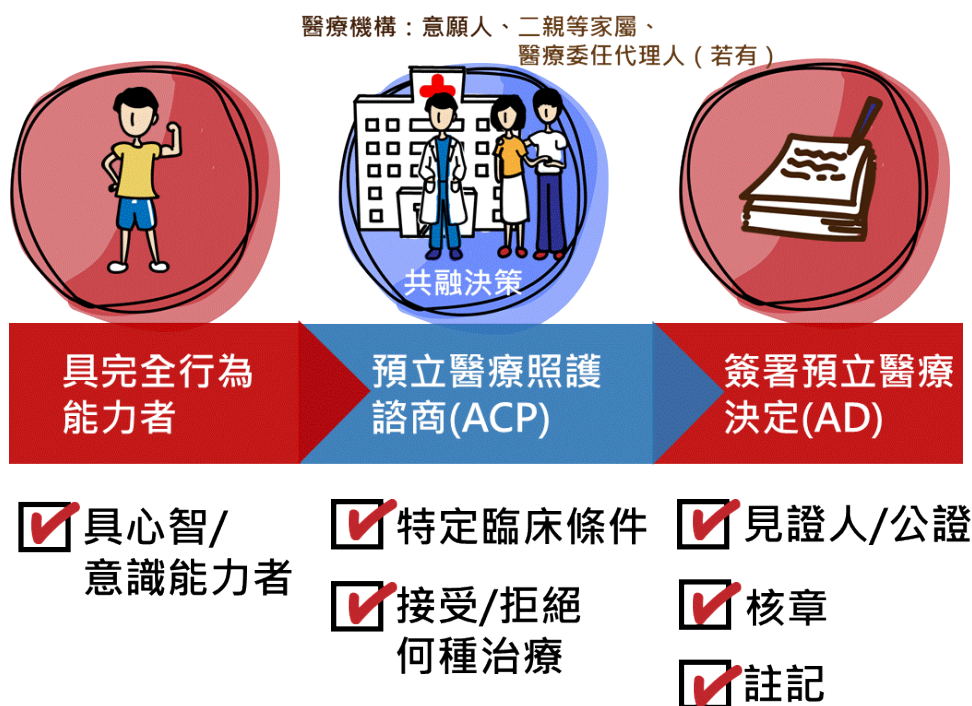 醫療機構：意願人、二親等家屬、
醫療委任代理人（若有）
共融決策
具完全行為
能力者
預立醫療照護
諮商(ACP)
簽署預立醫療
決定(AD)
具心智/
意識能力者
特定臨床條件
接受/拒絕
何種治療
見證人/公證
核章
註記